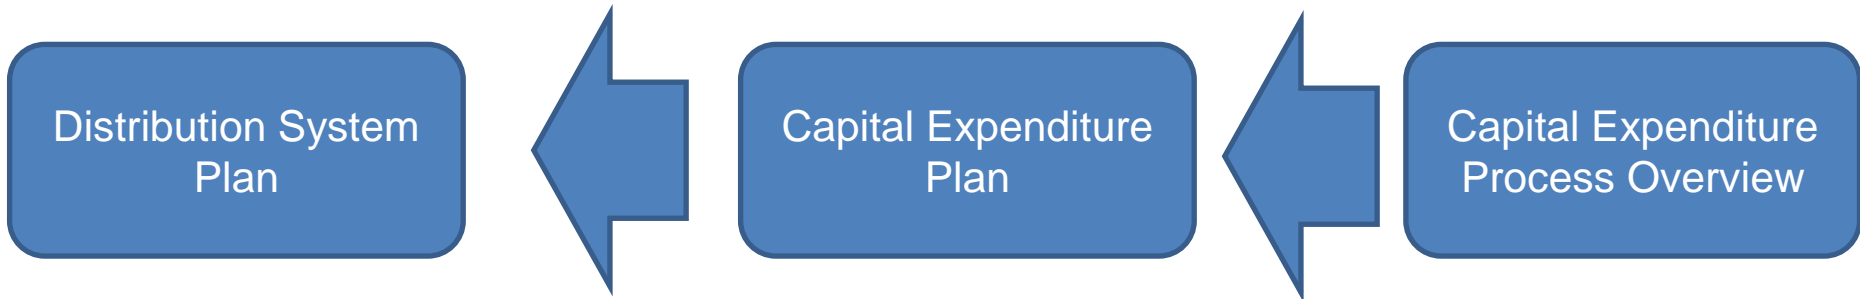 Distribution System
Plan
Capital Expenditure
Plan
Capital Expenditure
Process Overview